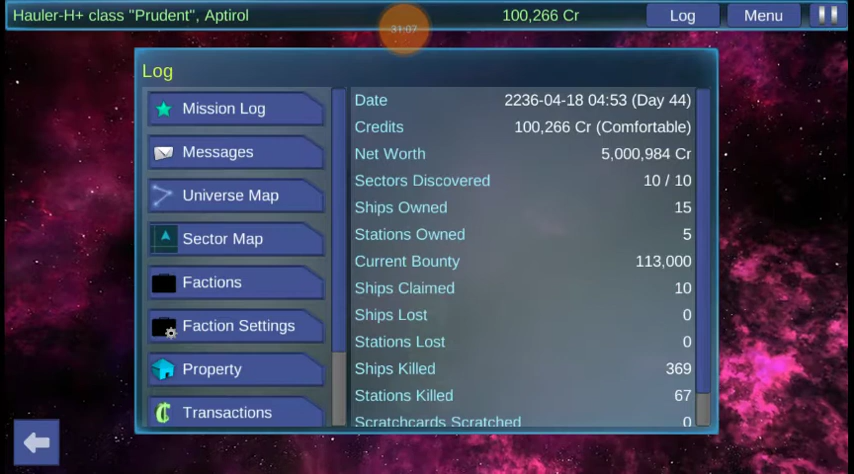 Hauler-H+ class "Prudent", Aptirol
100,266 Cr
Log
Menu
31:07
Log
Mission Log
Messages
Universe Map
Sector Map
Factions
Faction Settings
Property
Transactions
Date 2236-04-18 04:53 (Day 44)
Credits 100,266 Cr (Comfortable)
Net Worth 5,000,984 Cr
Sectors Discovered 10 / 10
Ships Owned 15
Stations Owned 5
Current Bounty 113,000
Ships Claimed 10
Ships Lost 0
Stations Lost 0
Ships Killed 369
Stations Killed 67
Scratchcards Scratched 0